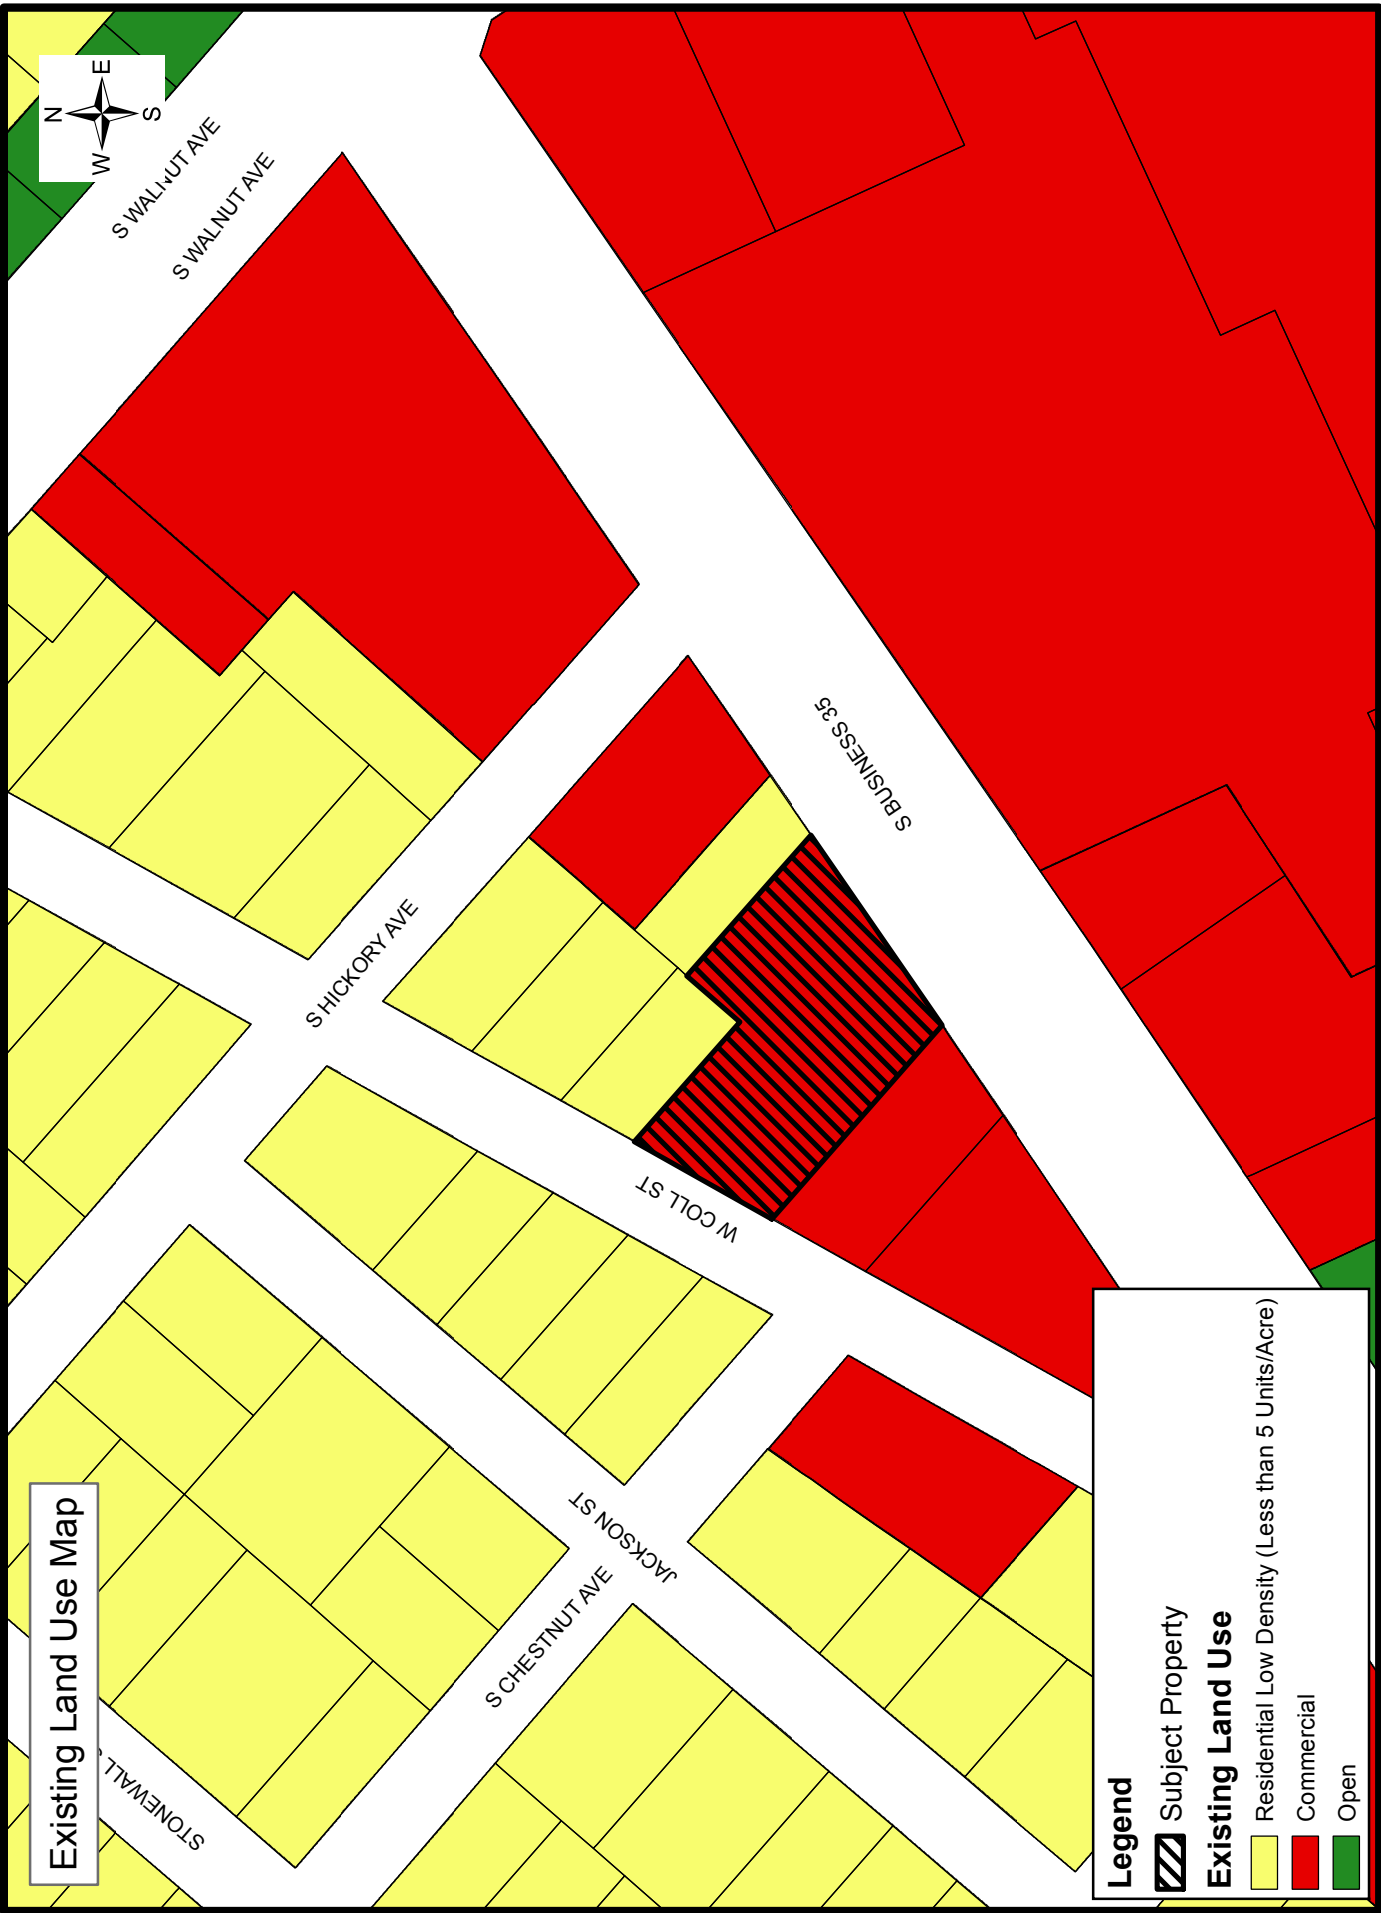 Existing Land Use Map
N
E
W
S
S WALNUT AVE
S WALNUT AVE
S HICKORY AVE
S BUSINESS 35
W COLL ST
JACKSON ST
S CHESTNUT AVE
STONEWALL
Legend
Subject Property
Existing Land Use
Residential Low Density (Less than 5 Units/Acre)
Commercial
Open